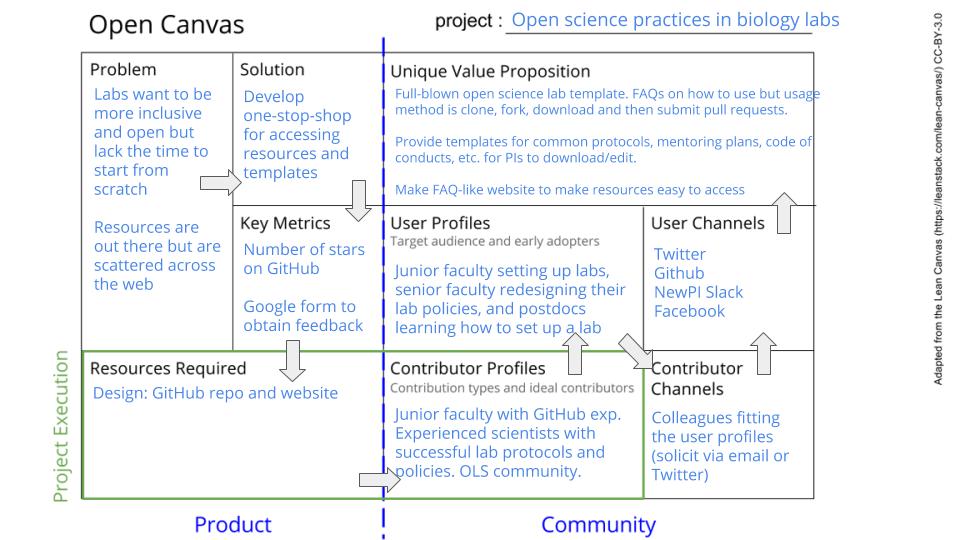 Open Canvas
project : Open science practices in biology labs
Problem
Labs want to be
more inclusive
and open but
lack the time to
start from
scratch
Resources are
out there but are
scattered across
the web
Solution
Develop
one-stop-shop
for accessing
resources and
templates
Unique Value Proposition
Full-blown open science lab template. FAQs on how to use but usage
method is clone, fork, download and then submit pull requests.
Provide templates for common protocols, mentoring plans, code of
conducts, etc. for PIs to download/edit.
Make FAQ-like website to make resources easy to access
Key Metrics
Number of stars
on GitHub
Google form to
obtain feedback
User Profiles
Target audience and early adopters
Junior faculty setting up labs,
senior faculty redesigning their
lab policies, and postdocs
learning how to set up a lab
User Channels
Twitter
Github
NewPI Slack
Facebook
Resources Required
Design: GitHub repo and website
Contributor Profiles
Contribution types and ideal contributors
Junior faculty with GitHub exp.
Experienced scientists with
successful lab protocols and
policies. OLS community.
Contributor
Channels
Colleagues fitting
the user profiles
(solicit via email or
Twitter)
Project Execution
Product
Community
Adapted from the Lean Canvas (https://leanstack.com/lean-canvas/) CC-BY-3.0